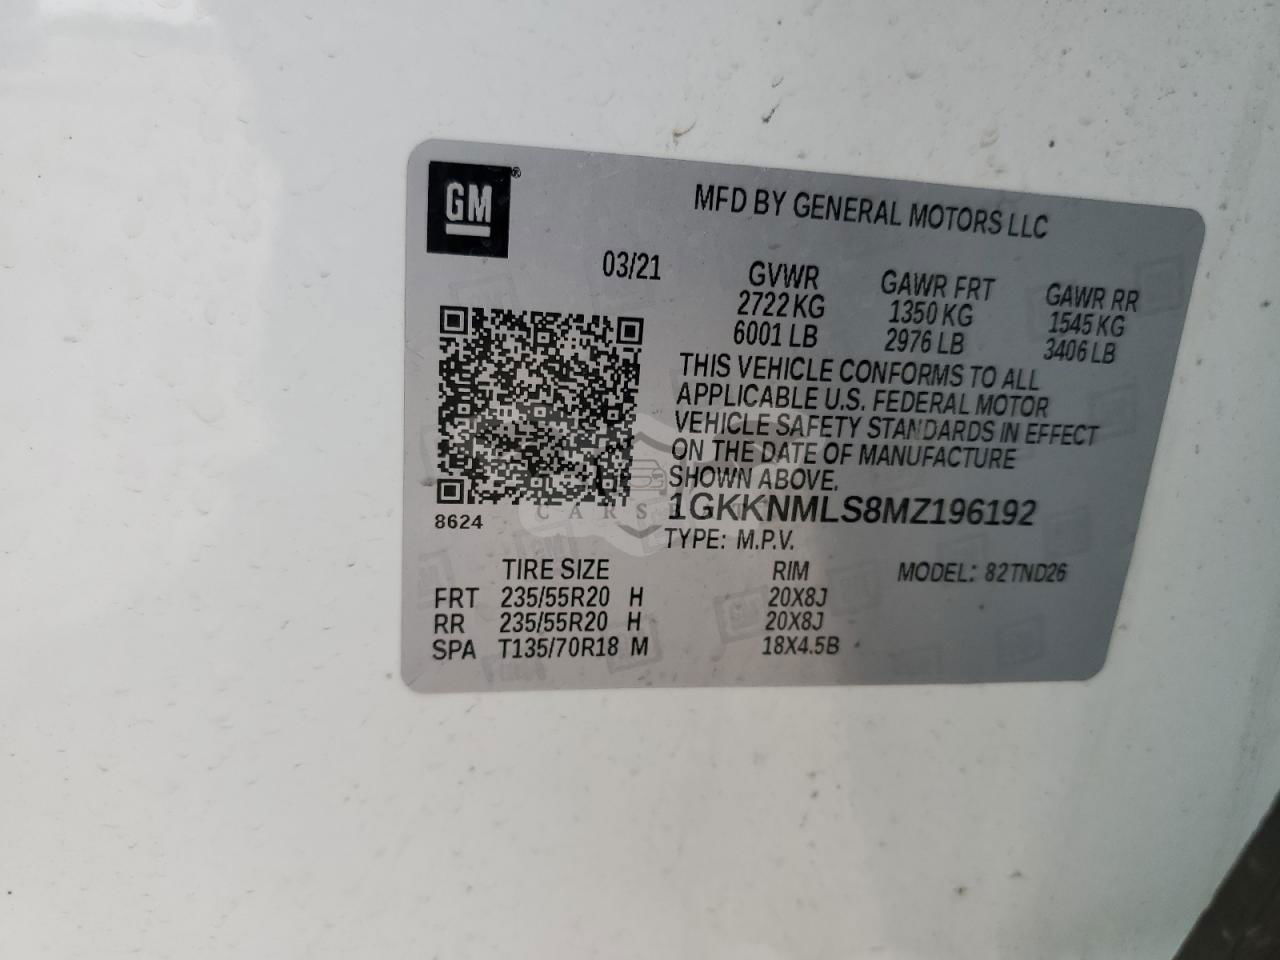 GM®
MFD BY GENERAL MOTORS LLC
03/21
GVWR GAWR FRT GAWR RR
2722 KG 1350 KG 1545 KG
6001 LB 2976 LB 3406 LB
THIS VEHICLE CONFORMS TO ALL
APPLICABLE U.S. FEDERAL MOTOR
VEHICLE SAFETY STANDARDS IN EFFECT
ON THE DATE OF MANUFACTURE
SHOWN ABOVE.
8624
1GKKNMLS8MZ196192
TYPE: M.P.V.
TIRE SIZE RIM MODEL: 82TND26
FRT 235/55R20 H 20X8J
RR 235/55R20 H 20X8J
SPA T135/70R18 M 18X4.5B